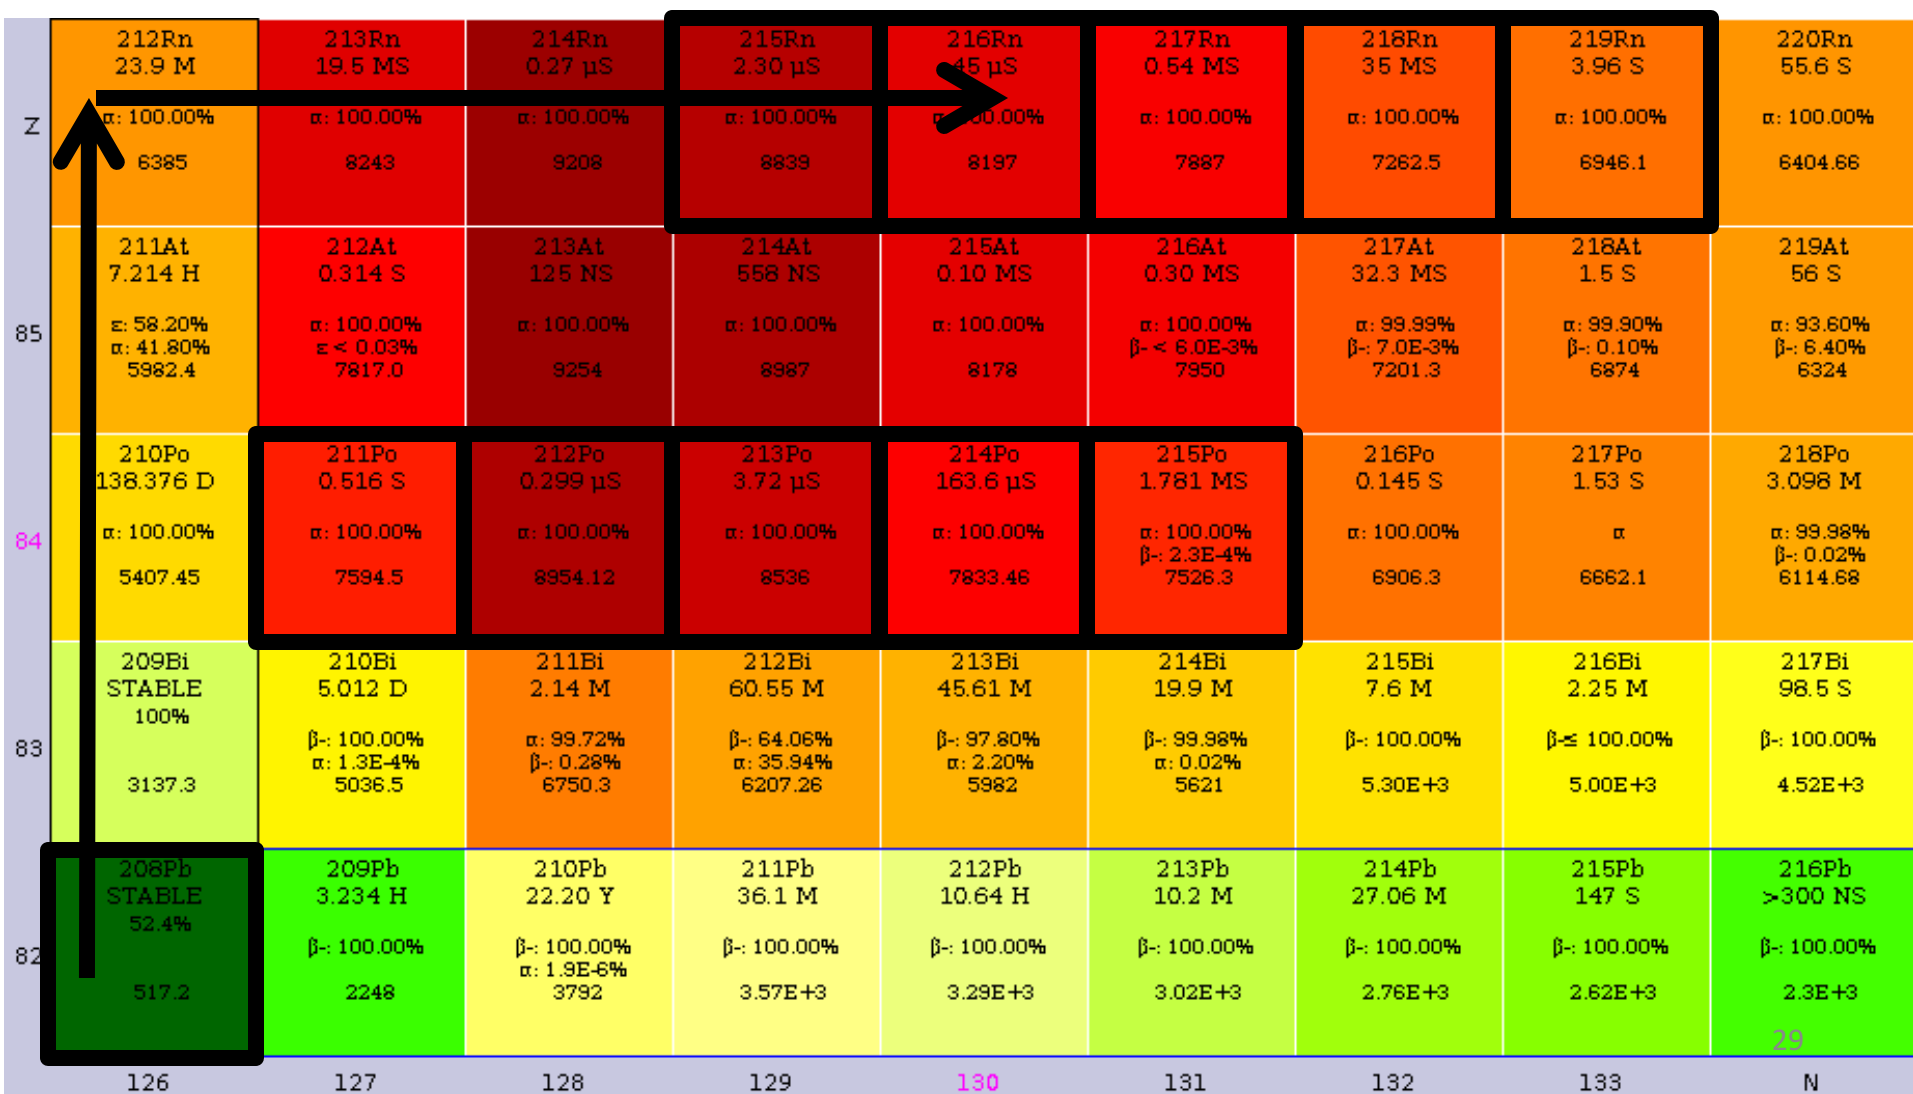 212Rn
23.9 M
α: 100.00%
6385
213Rn
19.5 MS
α: 100.00%
8243
214Rn
0.27 µS
α: 100.00%
9208
215Rn
2.30 µS
α: 100.00%
8839
216Rn
45 µS
100.00%
8197
217Rn
0.54 MS
α: 100.00%
7887
218Rn
35 MS
α: 100.00%
7262.5
219Rn
3.96 S
α: 100.00%
6946.1
220Rn
55.6 S
α: 100.00%
6404.66
Z
211At
7.214 H
ε: 58.20%
α: 41.80%
5982.4
212At
0.314 S
α: 100.00%
ε < 0.03%
7817.0
213At
125 NS
α: 100.00%
9254
214At
558 NS
α: 100.00%
8987
215At
0.10 MS
α: 100.00%
8178
216At
0.30 MS
α: 100.00%
β- < 6.0E-3%
7950
217At
32.3 MS
α: 99.99%
β-: 7.0E-3%
7201.3
218At
1.5 S
α: 99.90%
β-: 0.10%
6874
219At
56 S
α: 93.60%
β-: 6.40%
6324
85
210Po
138.376 D
α: 100.00%
5407.45
211Po
0.516 S
α: 100.00%
7594.5
212Po
0.299 µS
α: 100.00%
8954.12
213Po
3.72 µS
α: 100.00%
8536
214Po
163.6 µS
α: 100.00%
7833.46
215Po
1.781 MS
α: 100.00%
β-: 2.3E-4%
7526.3
216Po
0.145 S
α: 100.00%
6906.3
217Po
1.53 S
α
6662.1
218Po
3.098 M
α: 99.98%
β-: 0.02%
6114.68
84
209Bi
STABLE
100%
3137.3
210Bi
5.012 D
β-: 100.00%
α: 1.3E-4%
5036.5
211Bi
2.14 M
α: 99.72%
β-: 0.28%
6750.3
212Bi
60.55 M
β-: 64.06%
α: 35.94%
6207.26
213Bi
45.61 M
β-: 97.80%
α: 2.20%
5982
214Bi
19.9 M
β-: 99.98%
α: 0.02%
5621
215Bi
7.6 M
β-: 100.00%
5.30E+3
216Bi
2.25 M
β-≤ 100.00%
5.00E+3
217Bi
98.5 S
β-: 100.00%
4.52E+3
83
208Pb
STABLE
52.4%
517.2
209Pb
3.234 H
β-: 100.00%
2248
210Pb
22.20 Y
β-: 100.00%
α: 1.9E-6%
3792
211Pb
36.1 M
β-: 100.00%
3.57E+3
212Pb
10.64 H
β-: 100.00%
3.29E+3
213Pb
10.2 M
β-: 100.00%
3.02E+3
214Pb
27.06 M
β-: 100.00%
2.76E+3
215Pb
147 S
β-: 100.00%
2.62E+3
216Pb
>300 NS
β-: 100.00%
2.3E+3
82
29
126 127 128 129 130 131 132 133 N